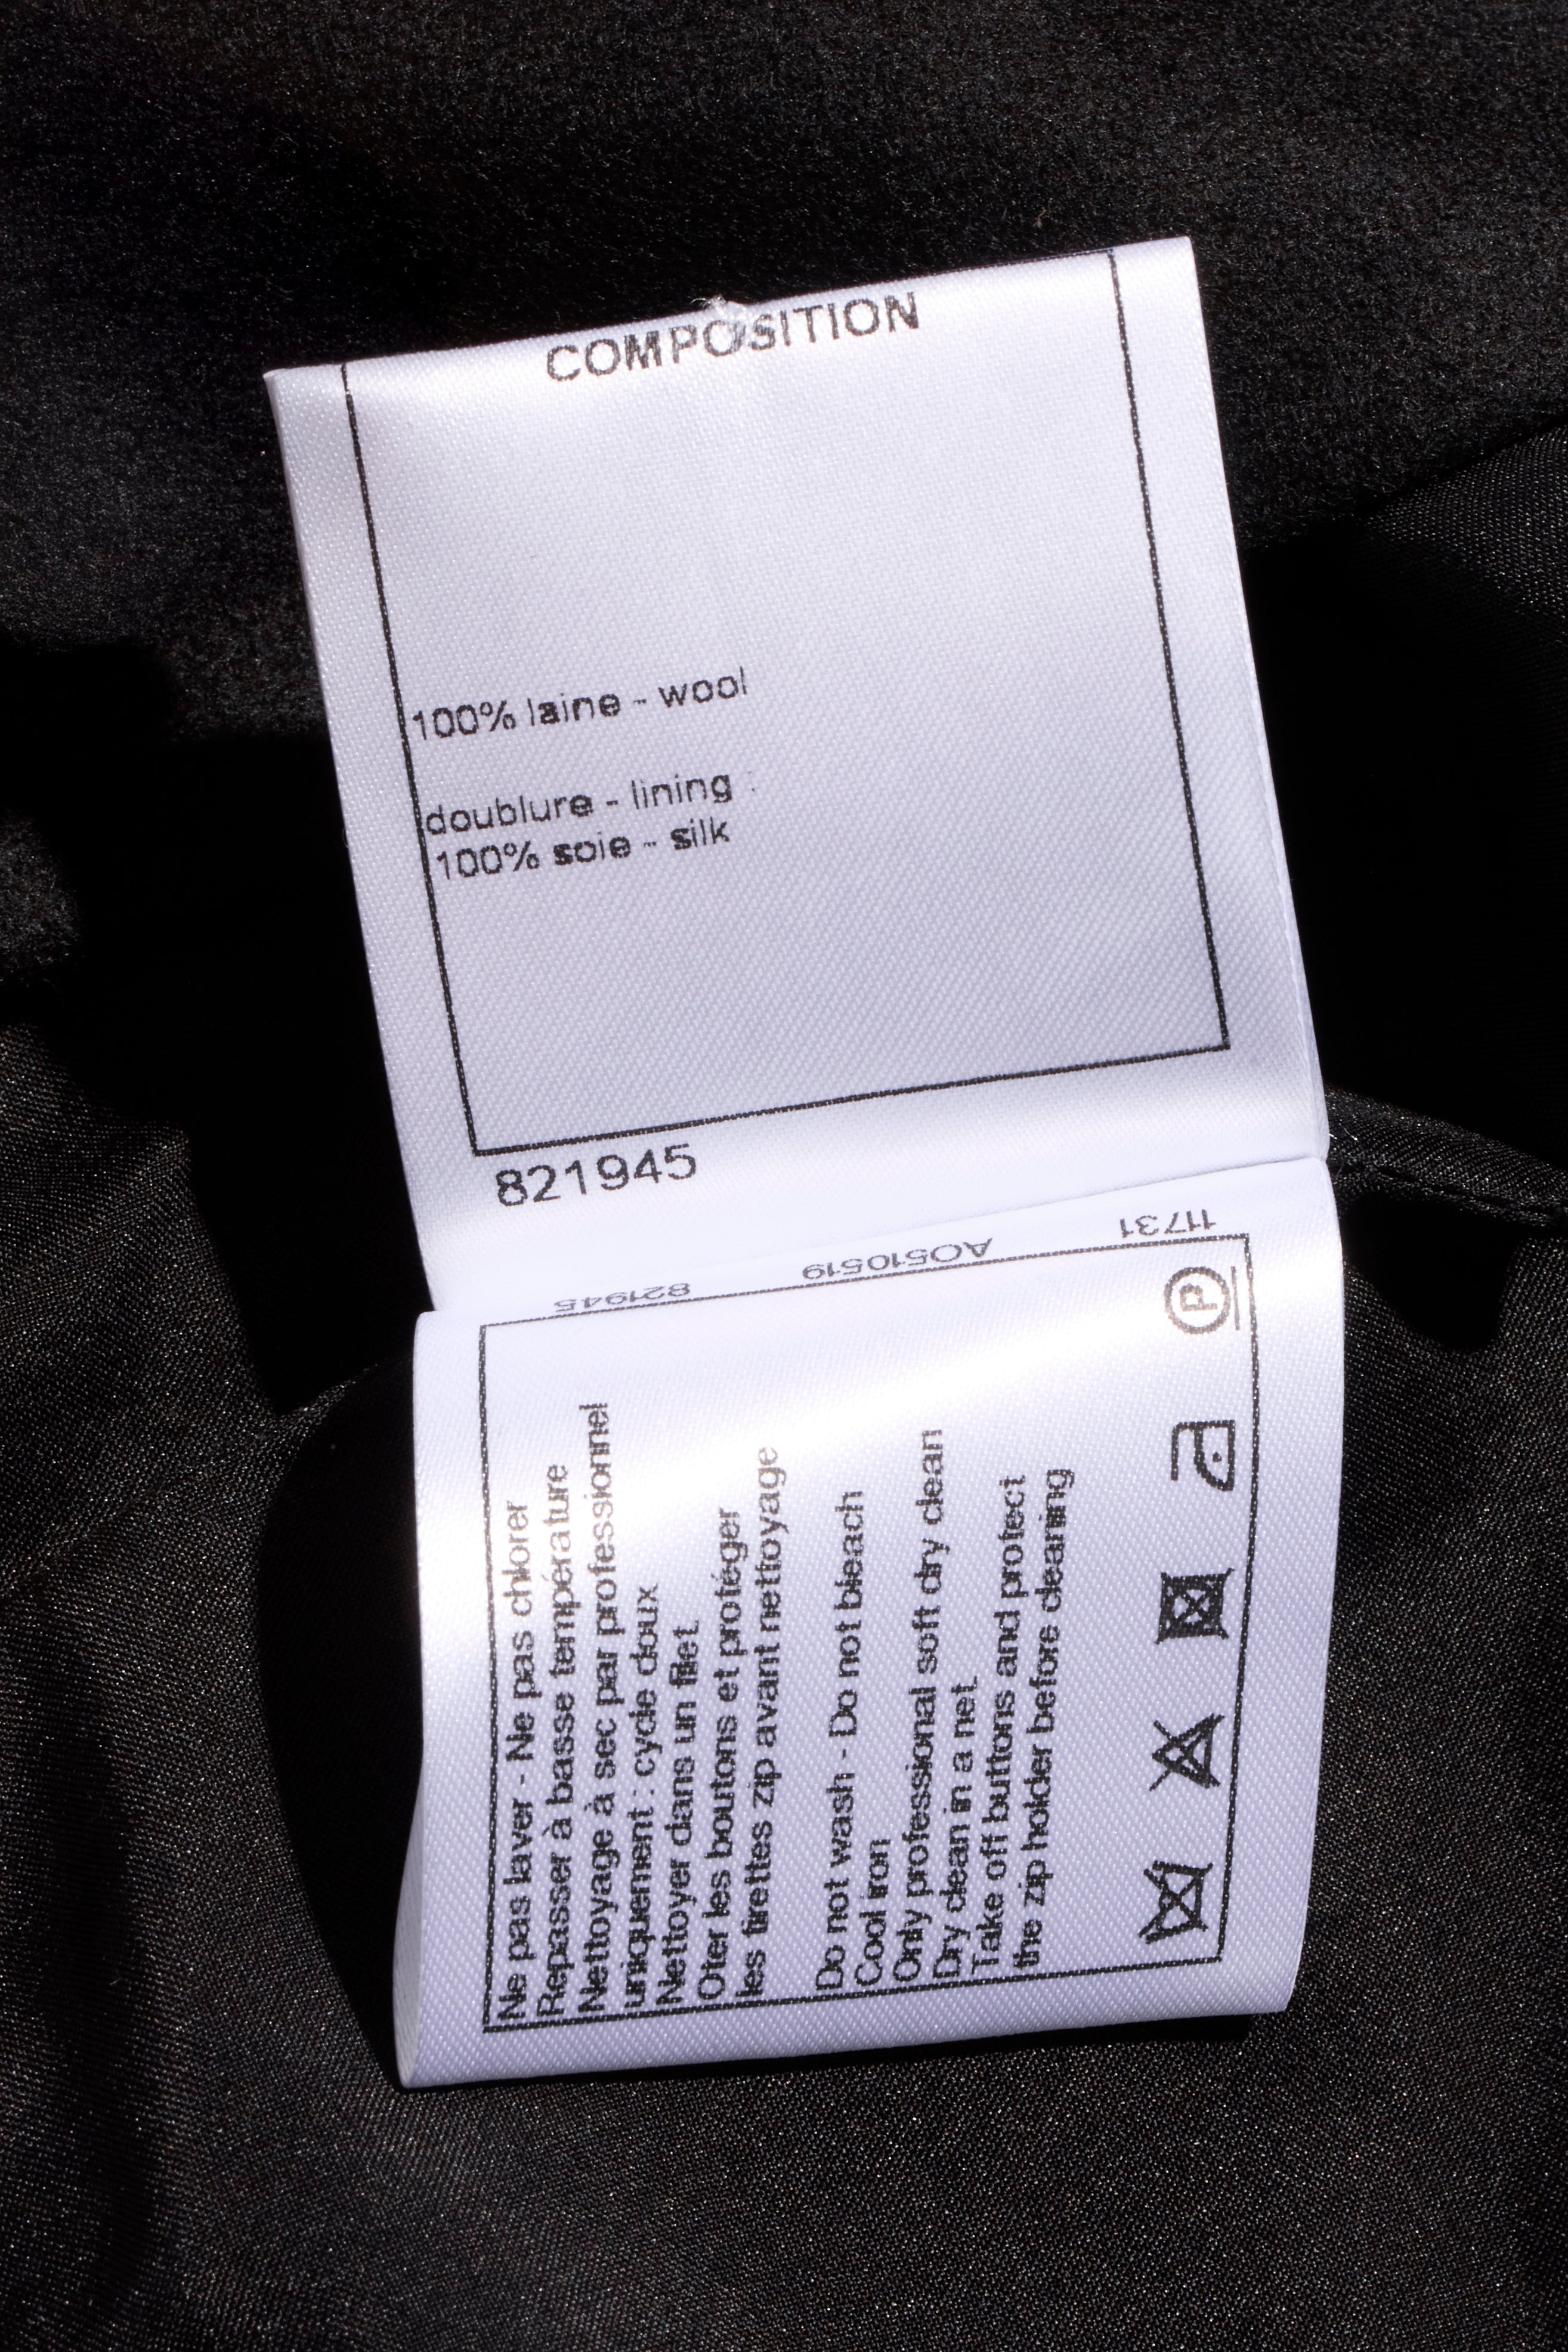 COMPOSITION
100% laine - wool
doublure - lining :
100% soie - silk
821945
11731
AO510519
821945
Ne pas laver - Ne pas chlorer
Repasser à basse température
Nettoyage à sec par professionnel
uniquement : cycle doux
Nettoyer dans un filet.
Oter les boutons et protéger
les tirettes zip avant nettoyage
Do not wash - Do not bleach
Cool iron
Only professional soft dry clean
Dry clean in a net.
Take off buttons and protect
the zip holder before cleaning
P